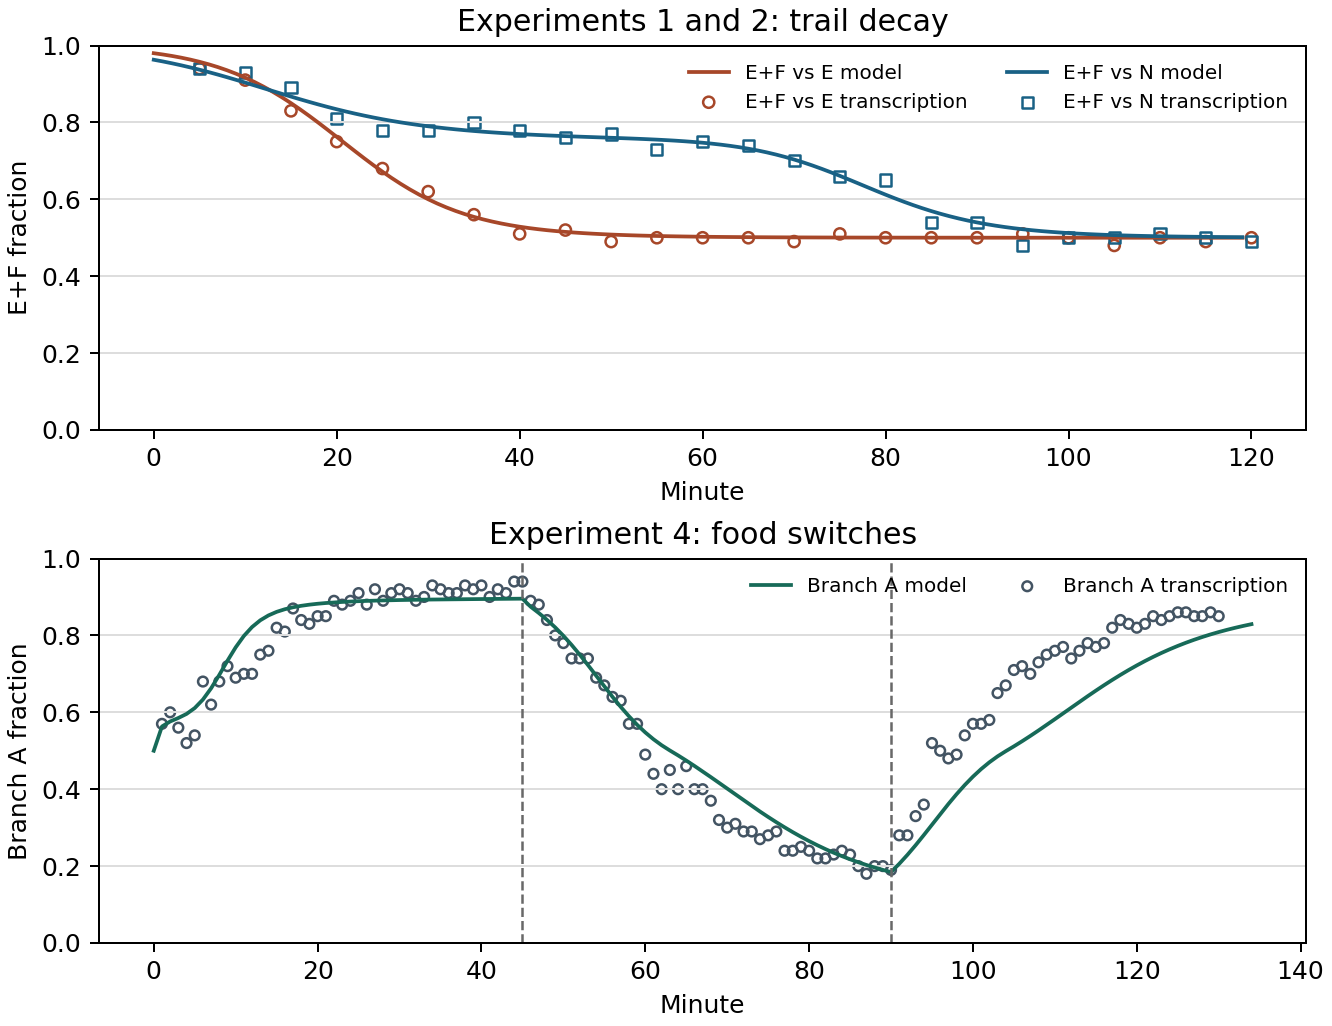 Experiments 1 and 2: trail decay
E+F vs E model
E+F vs E transcription
E+F vs N model
E+F vs N transcription
E+F fraction
1.0
0.8
0.6
0.4
0.2
0.0
0 20 40 60 80 100 120
Minute
Experiment 4: food switches
Branch A model
Branch A transcription
Branch A fraction
1.0
0.8
0.6
0.4
0.2
0.0
0 20 40 60 80 100 120 140
Minute